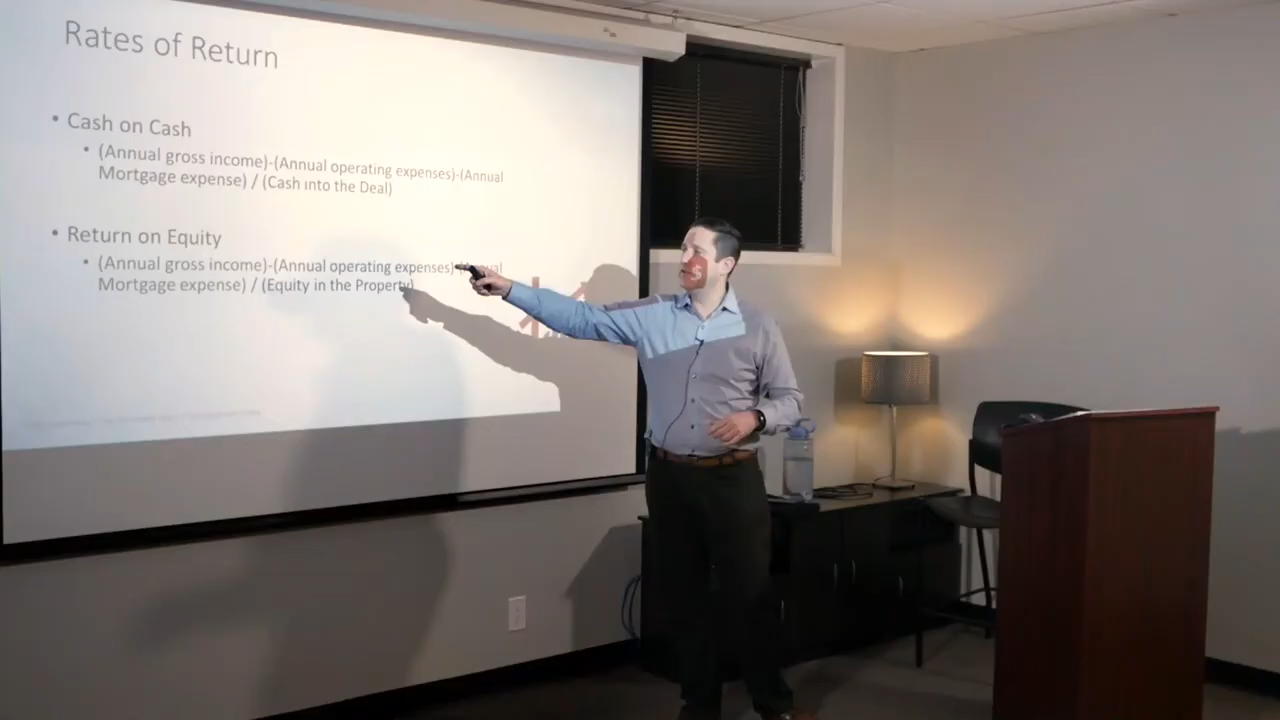 Rates of Return
• Cash on Cash
• (Annual gross income)-(Annual operating expenses)-(Annual
Mortgage expense) / (Cash into the Deal)
• Return on Equity
• (Annual gross income)-(Annual operating expenses)-(Annual
Mortgage expense) / (Equity in the Property)